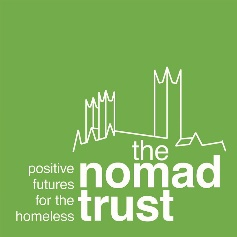 the
nomad
trust
positive
futures
for the
homeless